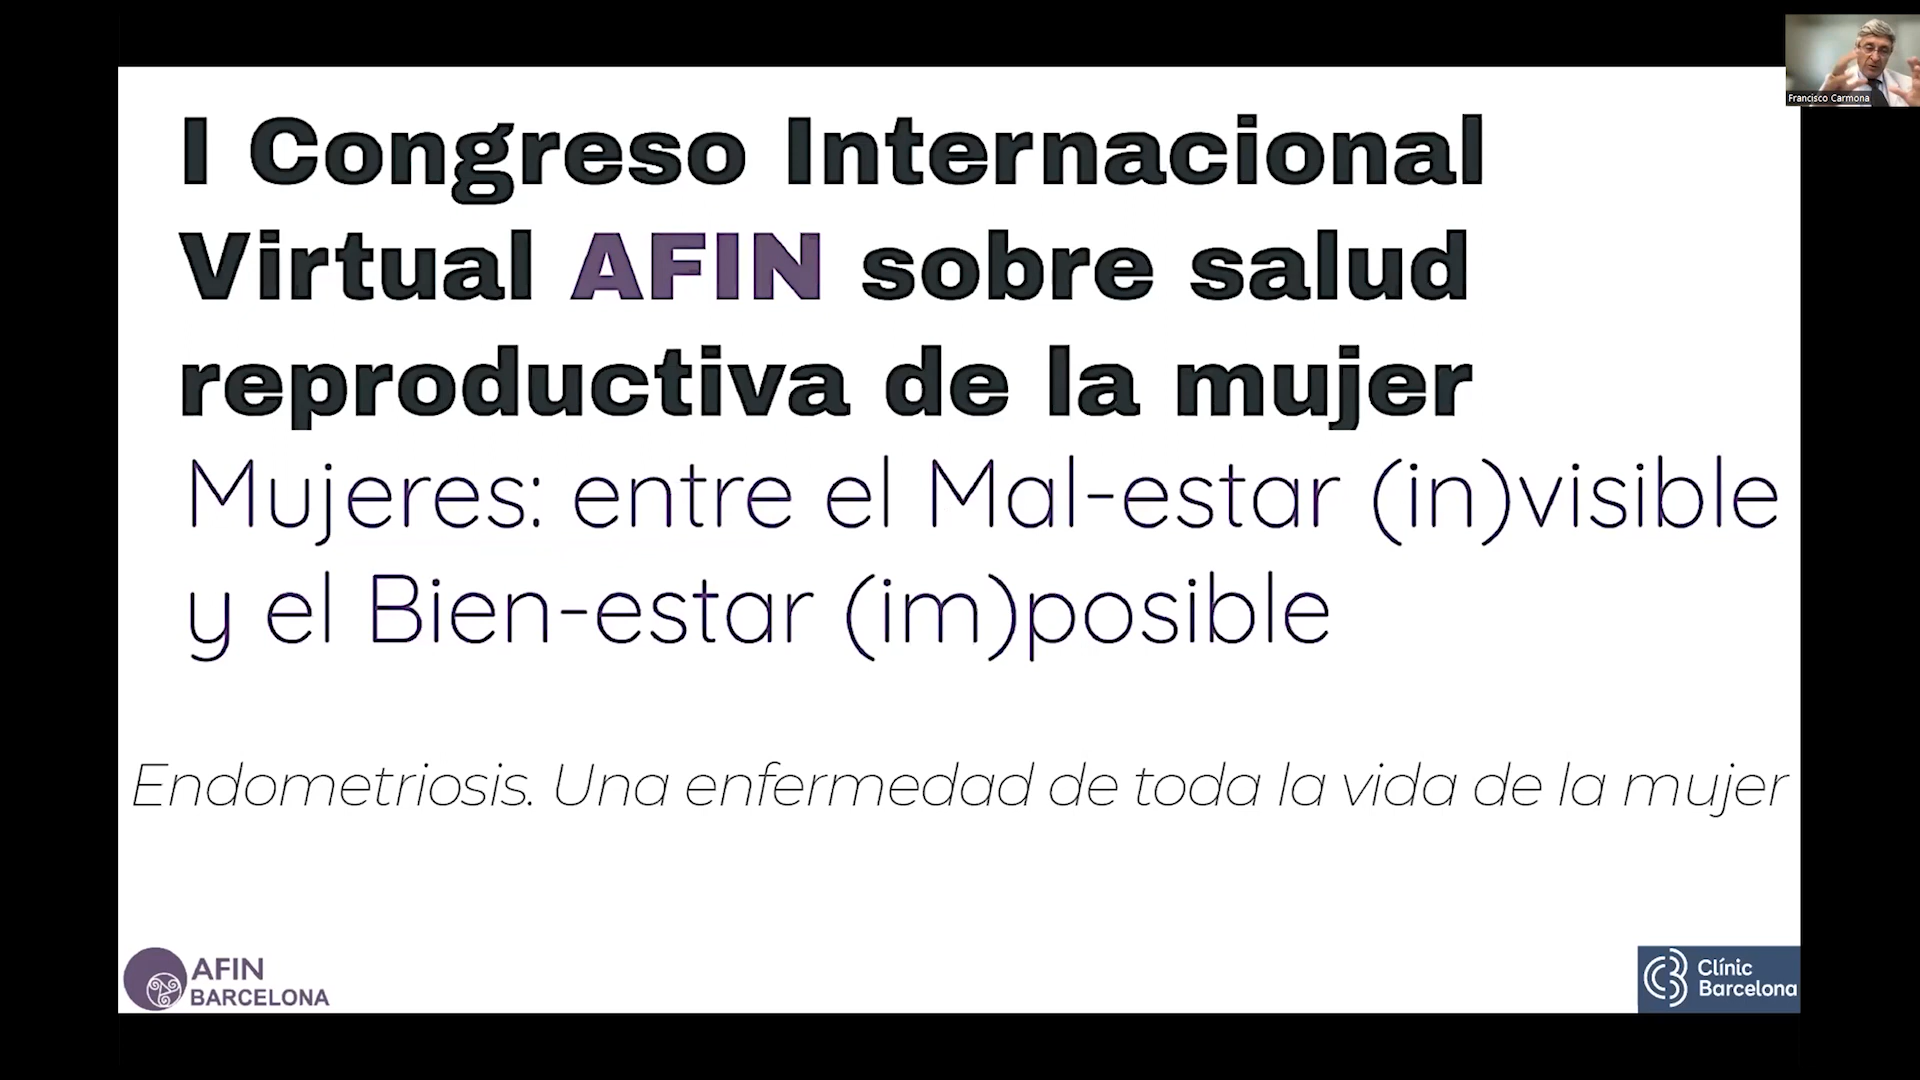 Francisco Carmona
I Congreso Internacional
Virtual AFIN sobre salud
reproductiva de la mujer
Mujeres: entre el Mal-estar (in)visible
y el Bien-estar (im)posible
Endometriosis. Una enfermedad de toda la vida de la mujer
AFIN
BARCELONA
Clínic
Barcelona